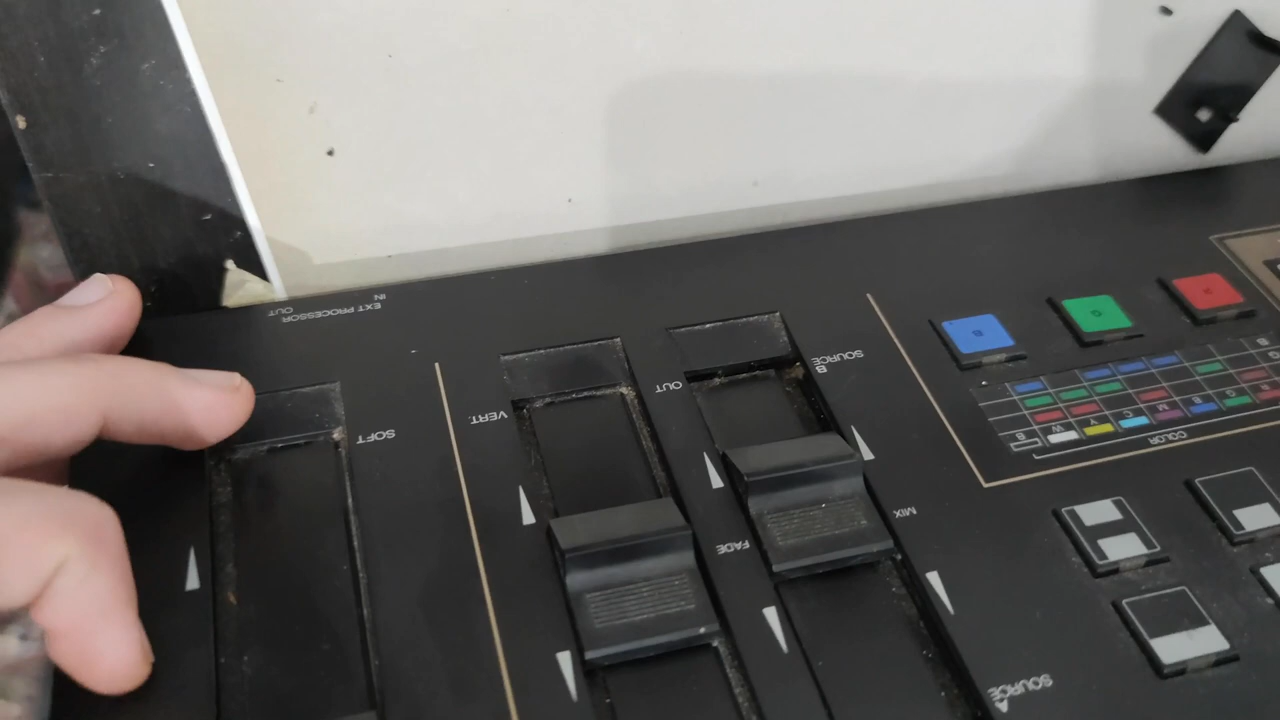 EXT PROCESSOR
IN
OUT
SOFT
VERT.
OUT
FADE
SOURCE
B
MIX
SOURCE
A
B
G
R
COLOR
B
W
Y
C
M
B